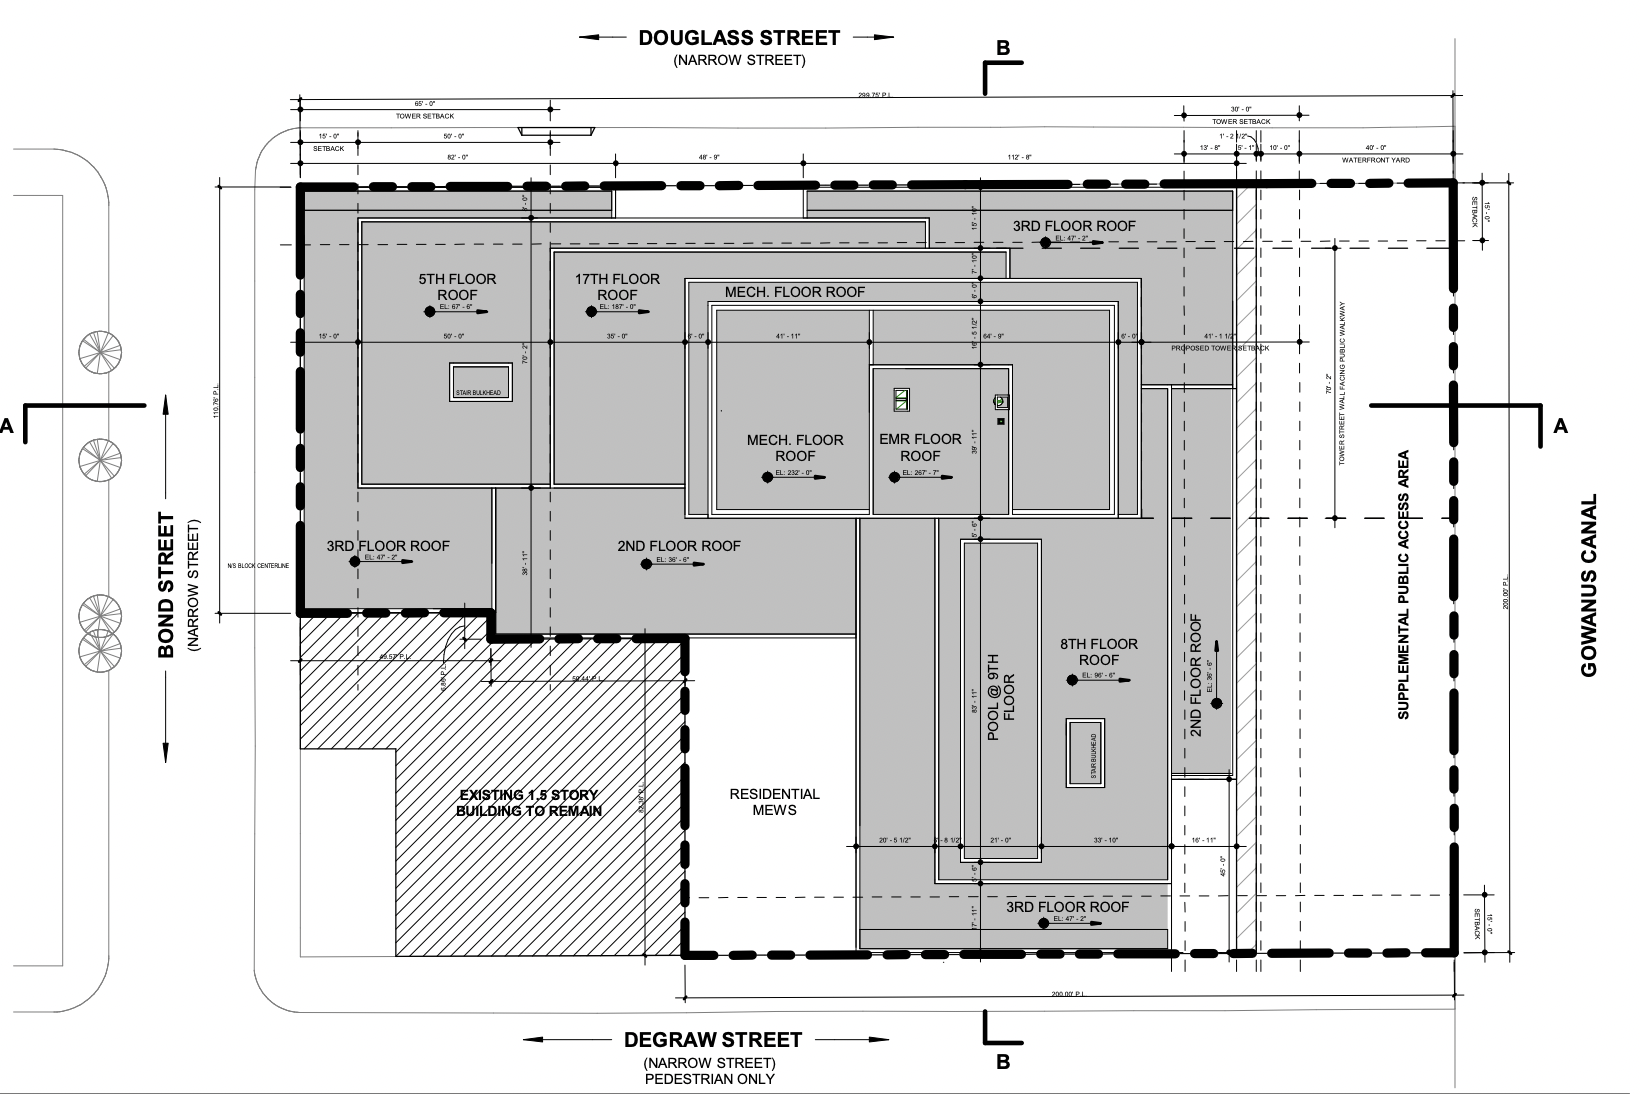 DOUGLASS STREET
(NARROW STREET)
B
299.75' P.L.
65' - 0"
TOWER SETBACK
30' - 0"
TOWER SETBACK
15' - 0"
SETBACK
50' - 0"
1' - 2 1/2"
13' - 8"
5' - 1"
10' - 0"
40' - 0"
WATERFRONT YARD
82' - 0"
48' - 9"
112' - 8"
15' - 10"
15' - 0"
SETBACK
3RD FLOOR ROOF
EL: 47' - 2"
7' - 10"
5TH FLOOR
ROOF
EL: 67' - 6"
17TH FLOOR
ROOF
EL: 187' - 0"
MECH. FLOOR ROOF
6' - 0"
15' - 0"
50' - 0"
35' - 0"
6' - 0"
41' - 11"
16' - 5 1/2"
64' - 9"
6' - 0"
41' - 1 1/2"
PROPOSED TOWER SETBACK
70' - 2"
STAIR BULKHEAD
110.76' P.L.
70' - 2"
TOWER STREET WALL FACING PUBLIC WALKWAY
A
A
MECH. FLOOR
ROOF
EL: 232' - 0"
EMR FLOOR
ROOF
EL: 267' - 7"
39' - 11"
BOND STREET
(NARROW STREET)
N/S BLOCK CENTERLINE
3RD FLOOR ROOF
EL: 47' - 2"
38' - 11"
2ND FLOOR ROOF
EL: 36' - 6"
5' - 6"
SUPPLEMENTAL PUBLIC ACCESS AREA
200.00' P.L.
GOWANUS CANAL
49.57' P.L.
POOL @ 9TH
FLOOR
83' - 11"
8TH FLOOR
ROOF
EL: 96' - 6"
STAIR BULKHEAD
2ND FLOOR ROOF
EL: 36' - 6"
EXISTING 1.5 STORY
BUILDING TO REMAIN
RESIDENTIAL
MEWS
20' - 5 1/2"
8 1/2"
21' - 0"
33' - 10"
16' - 11"
45' - 0"
5' - 6"
3RD FLOOR ROOF
EL: 47' - 2"
17' - 11"
15' - 0"
SETBACK
200.00' P.L.
DEGRAW STREET
(NARROW STREET)
PEDESTRIAN ONLY
B